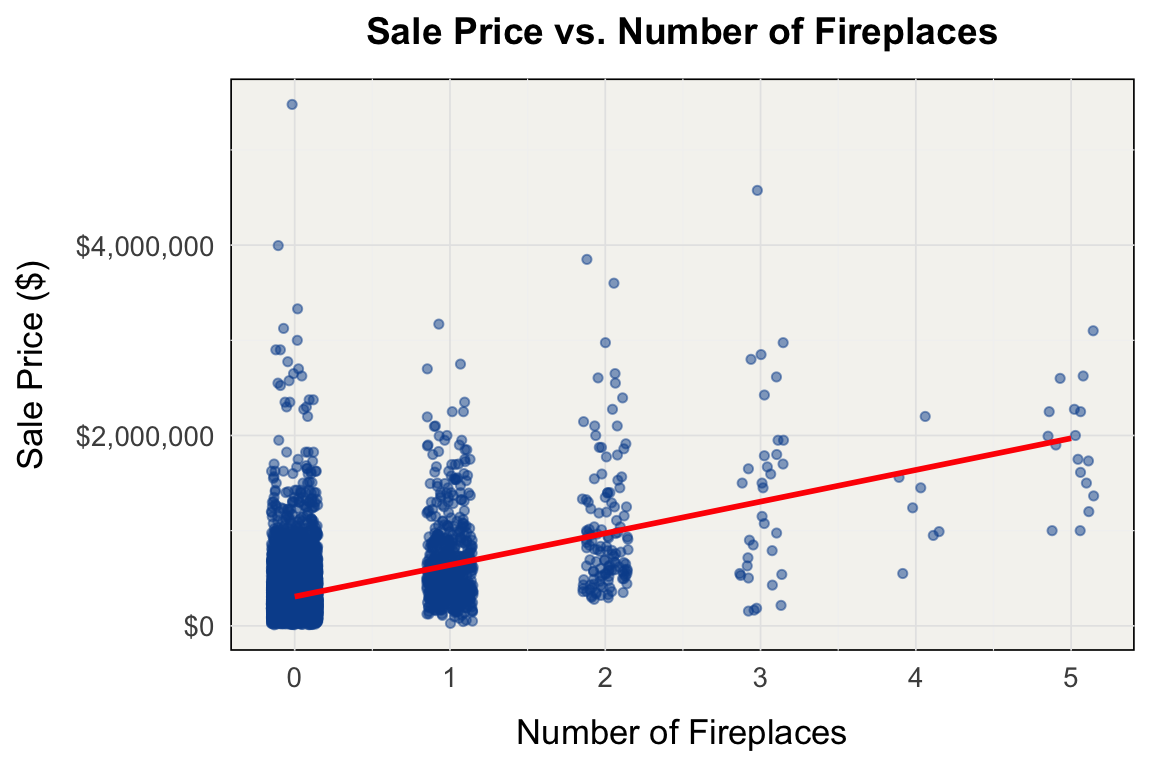 Sale Price vs. Number of Fireplaces
Sale Price ($)
$4,000,000
$2,000,000
$0
0 1 2 3 4 5
Number of Fireplaces